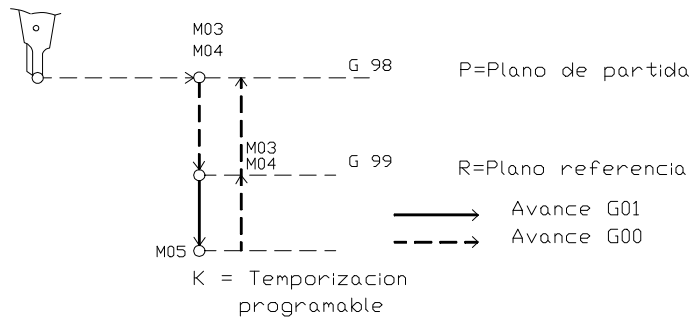 M03
M04
G 98
P=Plano de partida
M03
M04
G 99
R=Plano referencia
Avance G01
Avance G00
M05
K = Temporizacion
programable